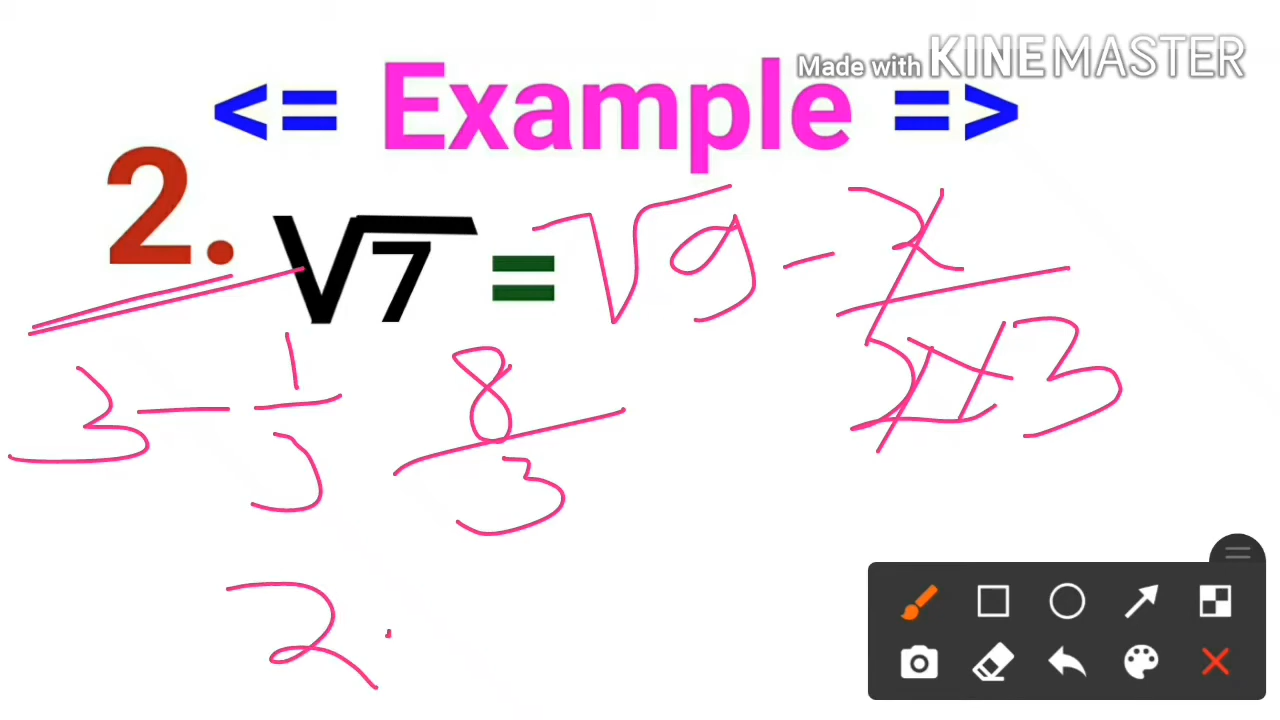 Made with KINEMASTER
<= Example =>
2. √7 = √9 - 2/2×3
3 - 1/3 8/3
2.